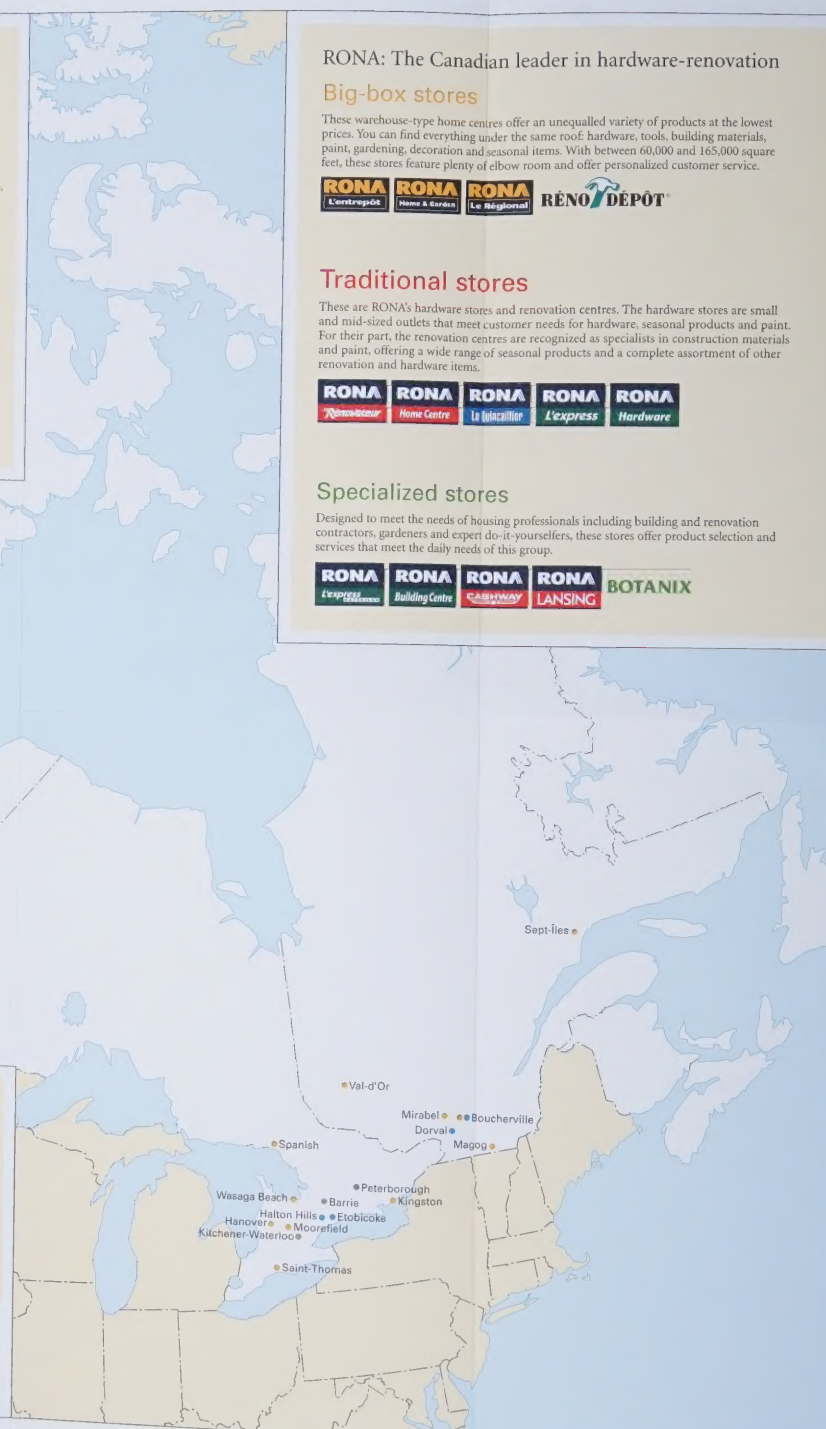 RONA: The Canadian leader in hardware-renovation
Big-box stores
These warehouse-type home centres offer an unequalled variety of products at the lowest
prices. You can find everything under the same roof: hardware, tools, building materials,
paint, gardening, decoration and seasonal items. With between 60,000 and 165,000 square
feet, these stores feature plenty of elbow room and offer personalized customer service.
RONA L'entrepôt RONA Home & Garden RONA Le Régional RÉNO DÉPÔT
Traditional stores
These are RONA's hardware stores and renovation centres. The hardware stores are small
and mid-sized outlets that meet customer needs for hardware, seasonal products and paint.
For their part, the renovation centres are recognized as specialists in construction materials
and paint, offering a wide range of seasonal products and a complete assortment of other
renovation and hardware items.
RONA Le Rénovateur RONA Home Centre RONA Le Quincaillier RONA L'express RONA Hardware
Specialized stores
Designed to meet the needs of housing professionals including building and renovation
contractors, gardeners and expert do-it-yourselfers, these stores offer product selection and
services that meet the daily needs of this group.
RONA L'express RONA Building Centre RONA CASHWAY RONA LANSING BOTANIX
Sept-Îles
Val-d'Or
Mirabel
Boucherville
Dorval
Magog
Spanish
Peterborough
Wasaga Beach
Barrie
Kingston
Halton Hills
Etobicoke
Hanover
Moorefield
Kitchener-Waterloo
Saint-Thomas